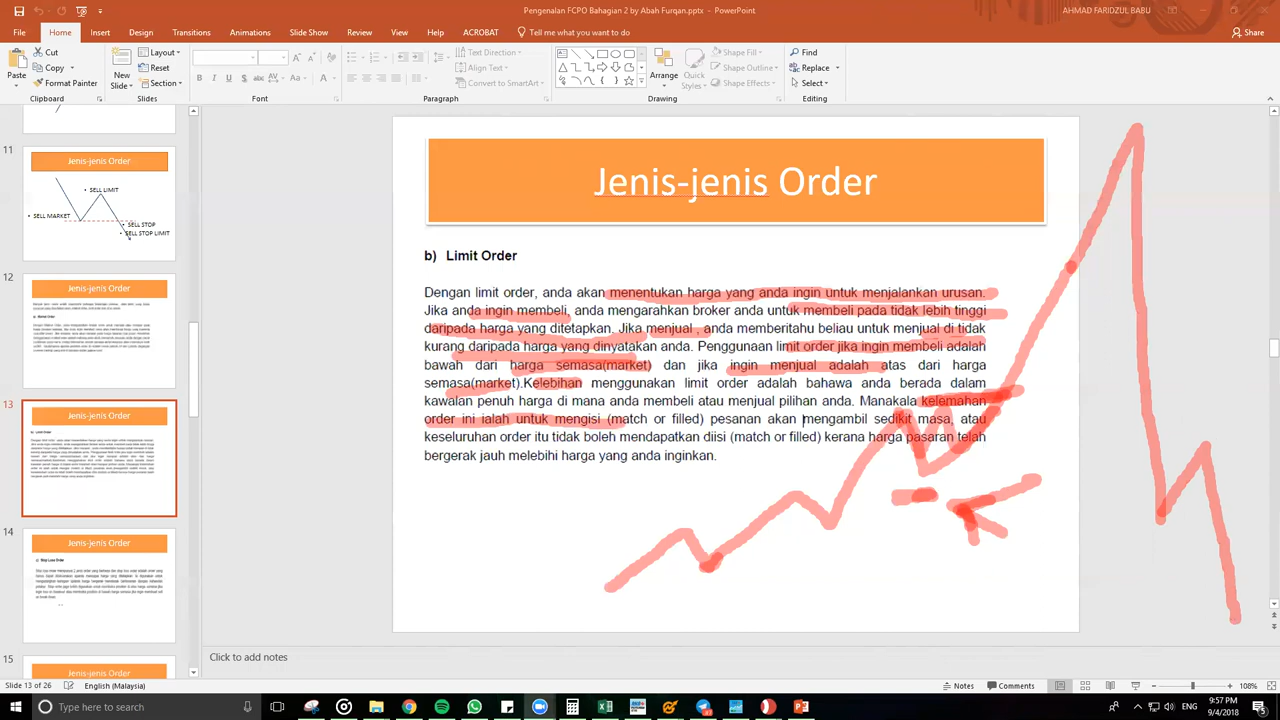 Pengenalan FCPO Bahagian 2 by Abah Furqan.pptx - PowerPoint
AHMAD FARIDZUL BABU
File Home Insert Design Transitions Animations Slide Show Review View Help ACROBAT Tell me what you want to do Share
Paste
Cut
Copy
Format Painter
Clipboard
New Slide
Layout
Reset
Section
Slides
Font
Text Direction
Align Text
Convert to SmartArt
Paragraph
Arrange
Quick Styles
Shape Fill
Shape Outline
Shape Effects
Drawing
Find
Replace
Select
Editing
11
Jenis-jenis Order
• SELL LIMIT
• SELL MARKET
• SELL STOP
• SELL STOP LIMIT
12
Jenis-jenis Order
13
Jenis-jenis Order
14
Jenis-jenis Order
15
Jenis-jenis Order
Jenis-jenis Order
b) Limit Order
Dengan limit order, anda akan menentukan harga yang anda ingin untuk menjalankan urusan.
Jika anda ingin membeli, anda mengarahkan broker anda untuk membeli pada tidak lebih tinggi
daripada harga yang ditetapkan. Jika menjual , anda memberi beliau untuk menjual di tidak
kurang daripada harga yang dinyatakan anda. Penggunaan limit order jika ingin membeli adalah
bawah dari harga semasa(market) dan jika ingin menjual adalah atas dari harga
semasa(market).Kelebihan menggunakan limit order adalah bahawa anda berada dalam
kawalan penuh harga di mana anda membeli atau menjual pilihan anda. Manakala kelemahan
order ini ialah untuk mengisi (match or filled) pesanan akan mengambil sedikit masa, atau
keseluruhan order itu tidak boleh mendapatkan diisi (match or filled) kerana harga pasaran akan
bergerak jauh melebihi harga yang anda inginkan.
Click to add notes
Slide 13 of 26 English (Malaysia) Notes Comments 108%
Type here to search
9:57 PM
9/4/2018